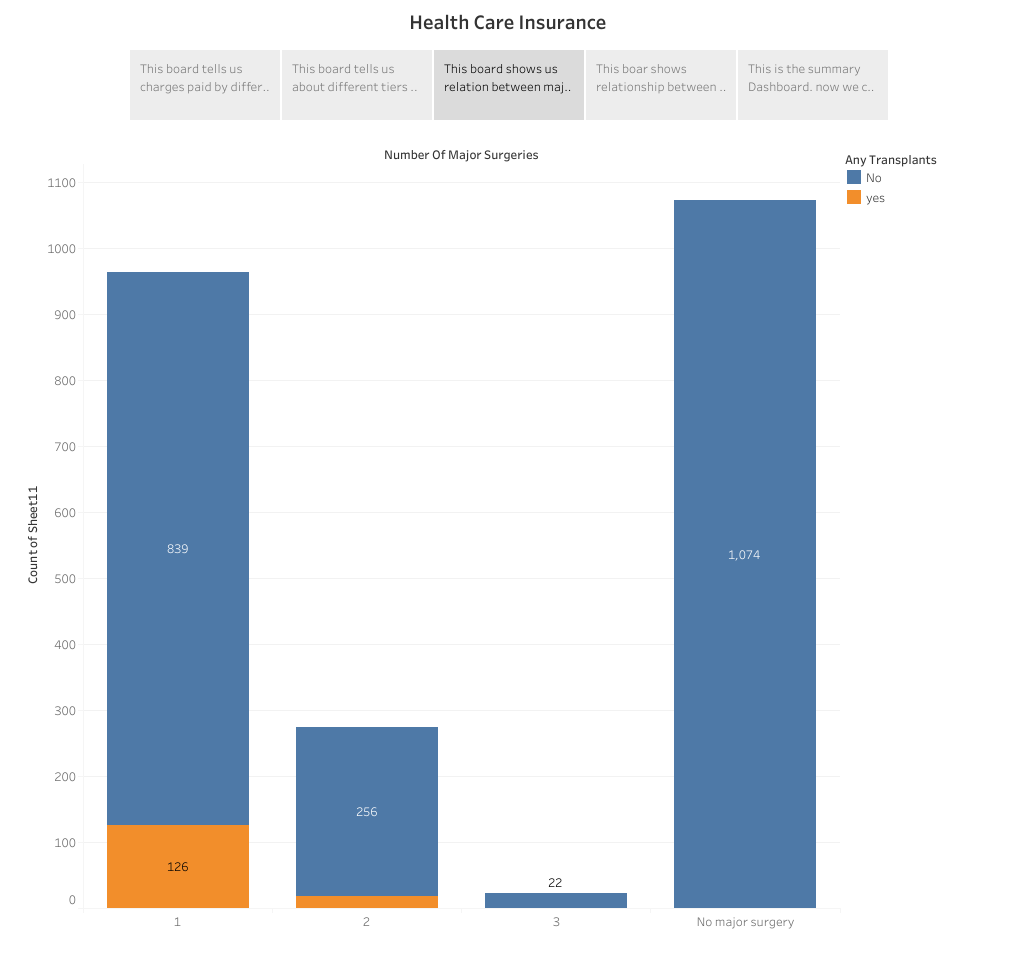 Health Care Insurance
This board tells us
charges paid by differ..
This board tells us
about different tiers ..
This board shows us
relation between maj..
This boar shows
relationship between ..
This is the summary
Dashboard. now we c..
Number Of Major Surgeries
Any Transplants
No
yes
Count of Sheet11
1100
1000
900
800
700
600
500
400
300
200
100
0
839
126
256
22
1,074
1
2
3
No major surgery